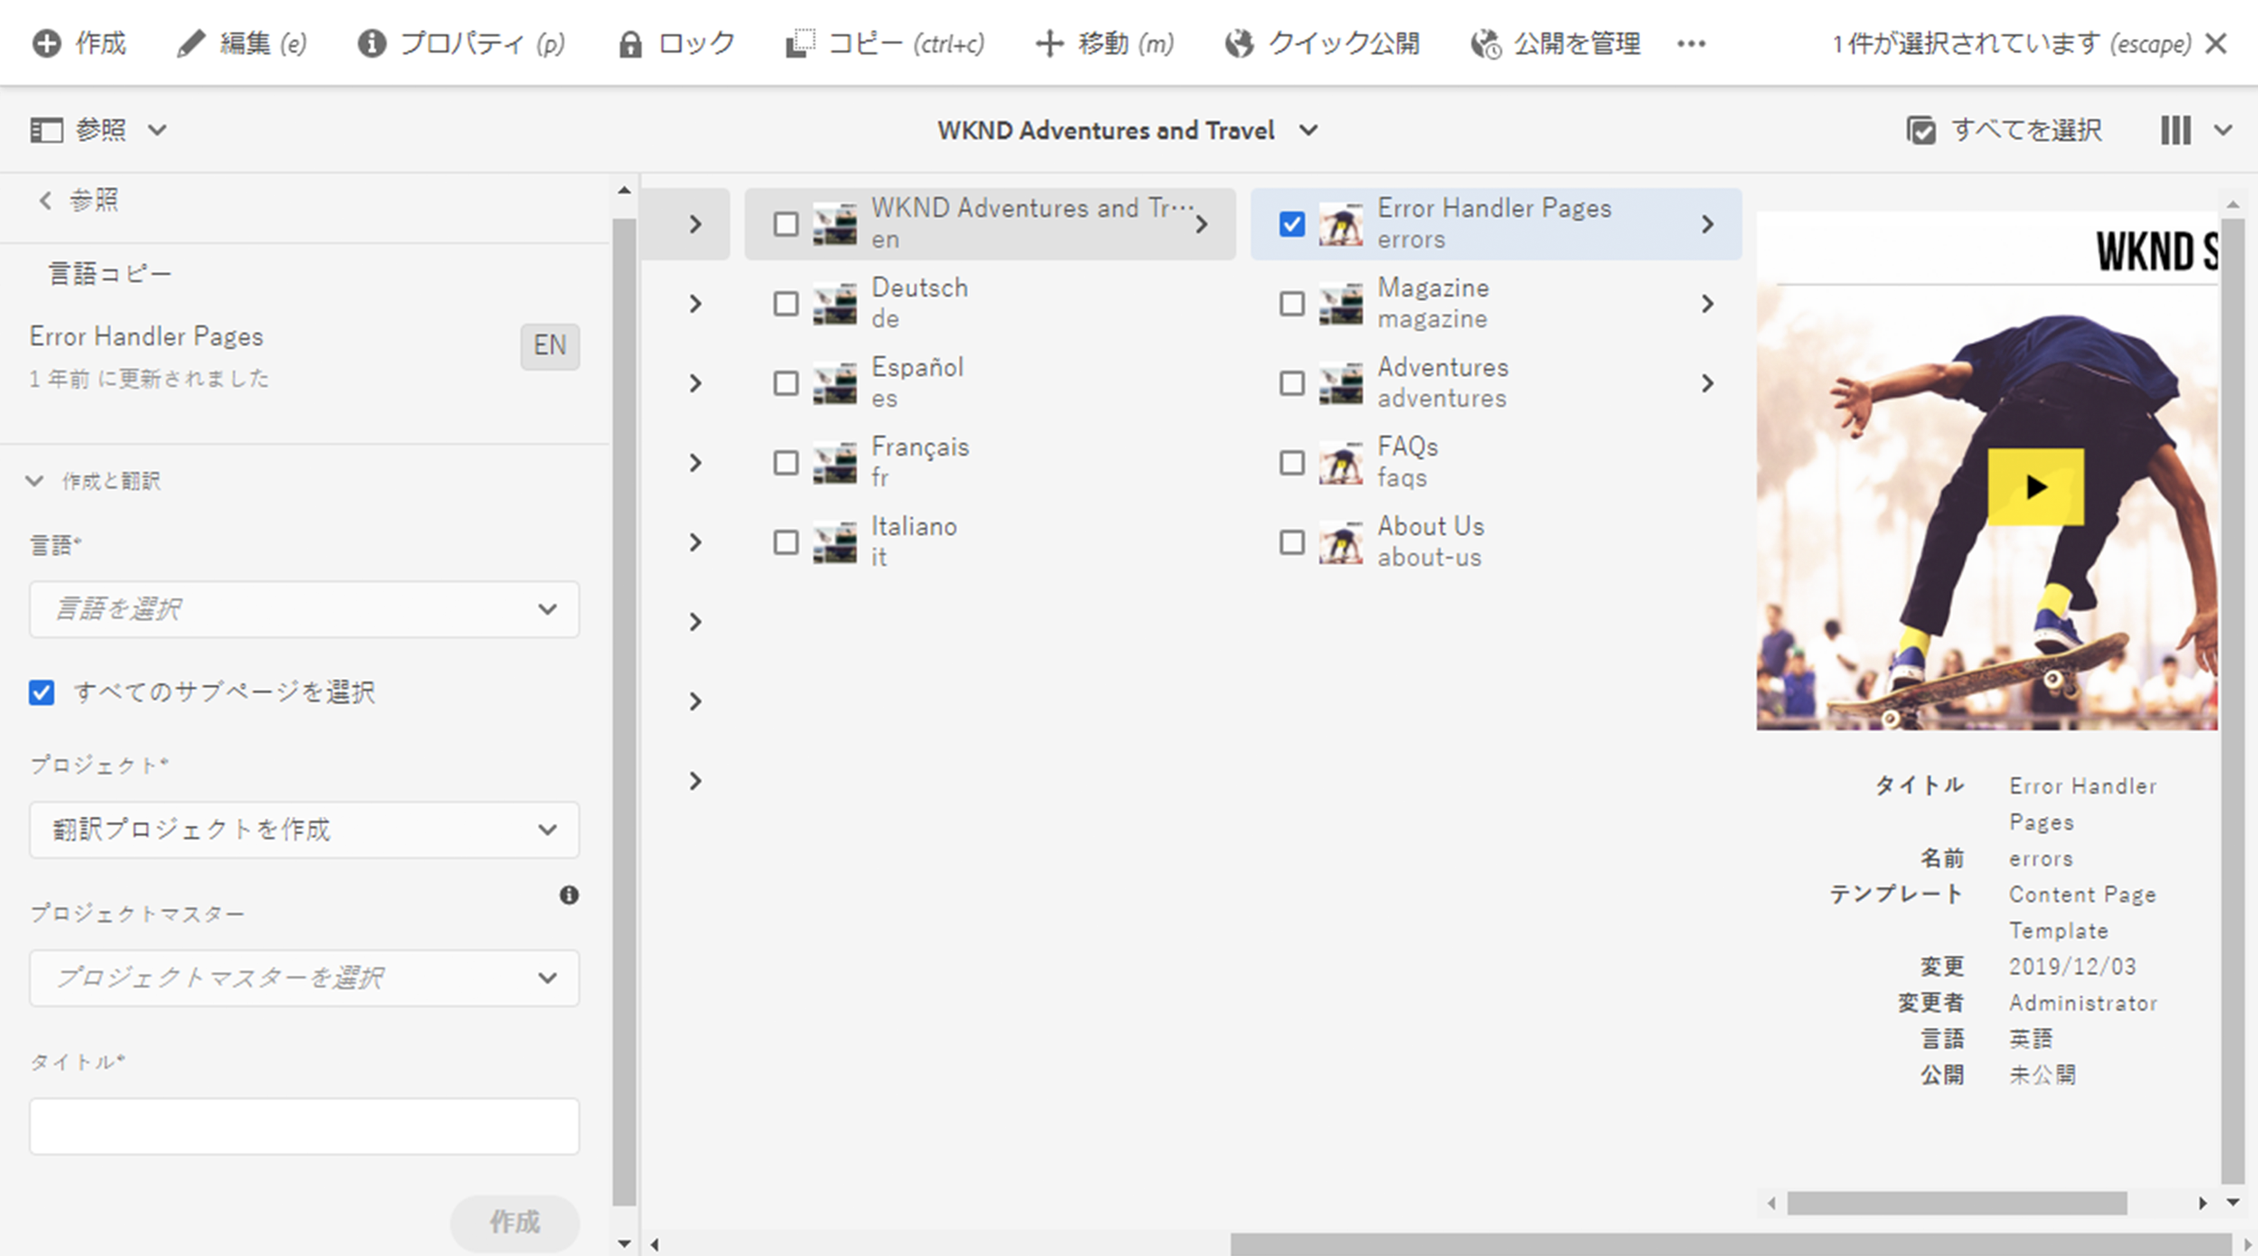 作成 編集 (e) プロパティ (p) ロック コピー (ctrl+c) 移動 (m) クイック公開 公開を管理 ••• 1 件が選択されています (escape)
参照 WKND Adventures and Travel すべてを選択
参照
言語コピー
Error Handler Pages EN
1 年前 に更新されました
作成と翻訳
言語*
言語を選択
すべてのサブページを選択
プロジェクト*
翻訳プロジェクトを作成
プロジェクトマスター
プロジェクトマスターを選択
タイトル*
作成
WKND Adventures and Tr···
en
Deutsch
de
Español
es
Français
fr
Italiano
it
Error Handler Pages
errors
Magazine
magazine
Adventures
adventures
FAQs
faqs
About Us
about-us
WKND S
タイトル Error Handler
Pages
名前 errors
テンプレート Content Page
Template
変更 2019/12/03
変更者 Administrator
言語 英語
公開 未公開